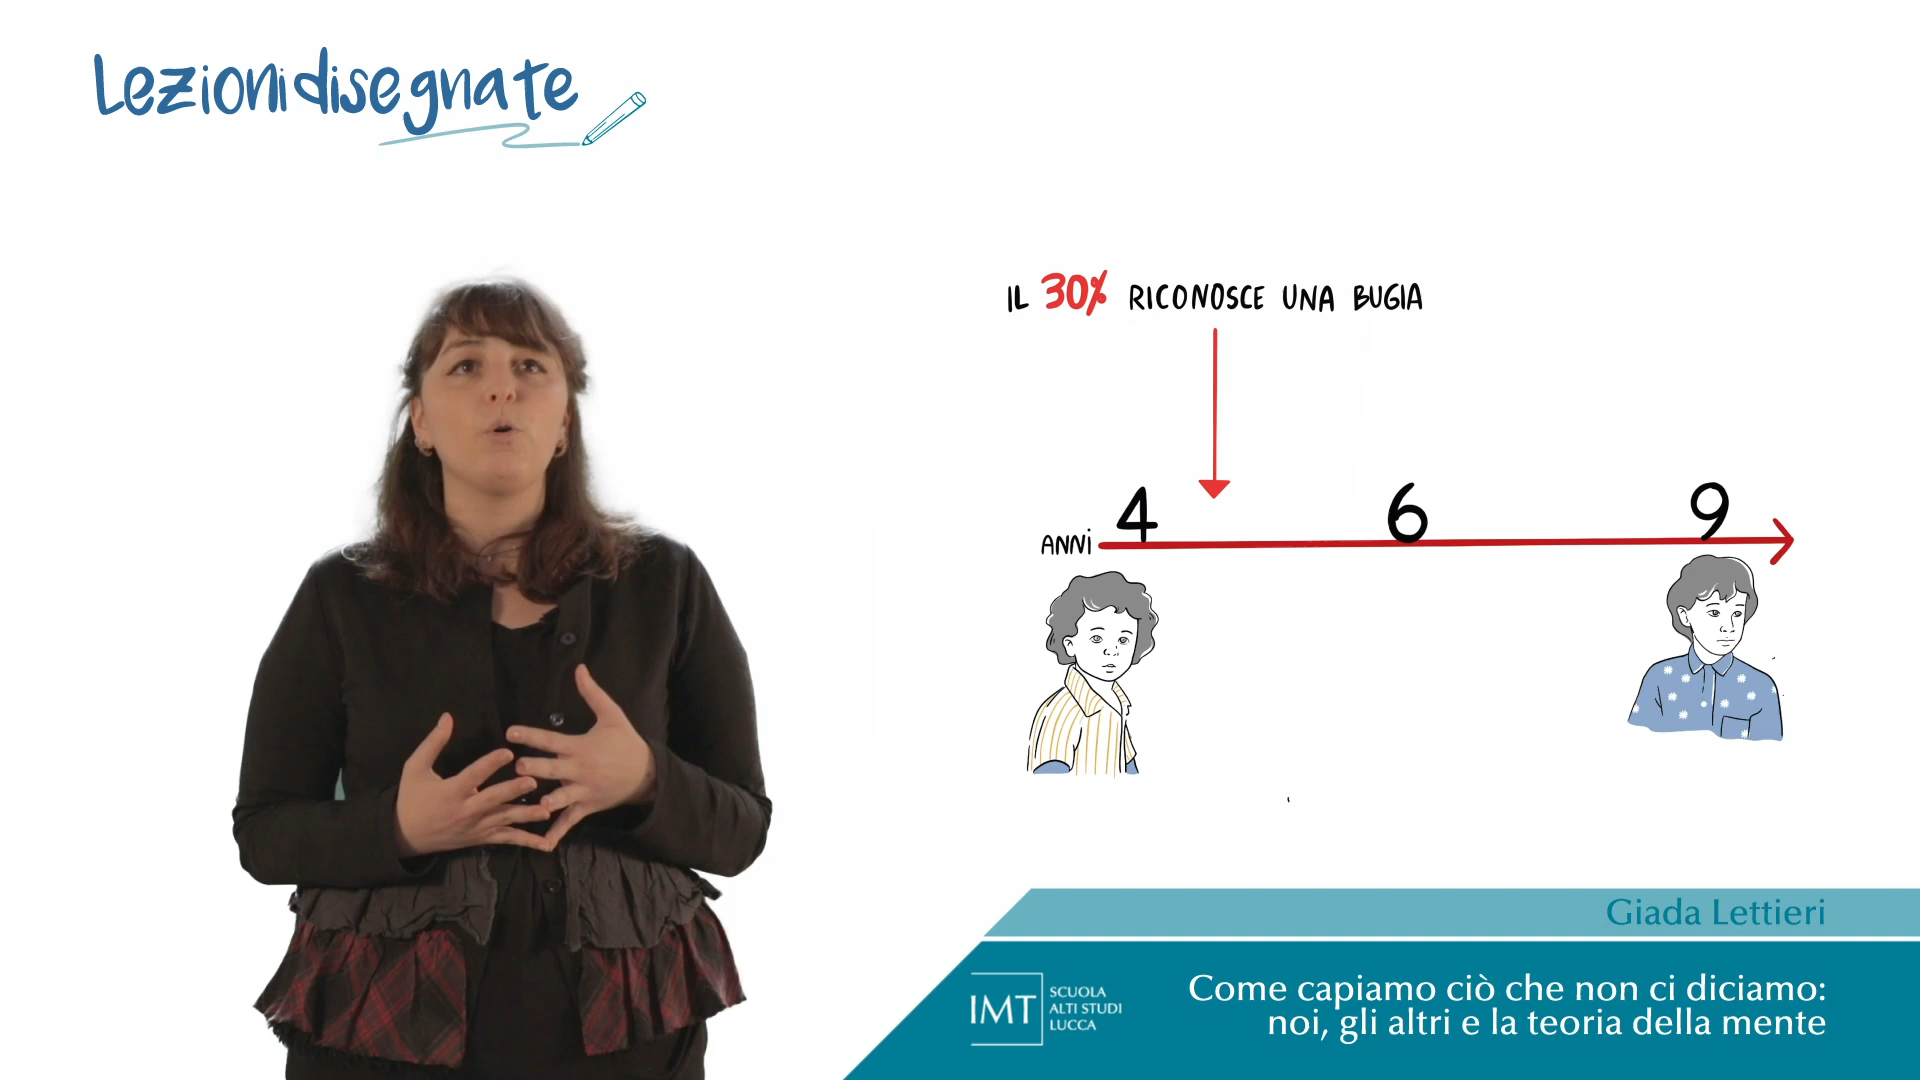 Lezionidisegnate
IL 30% RICONOSCE UNA BUGIA
4 6 9
ANNI
Giada Lettieri
IMT SCUOLA
ALTI STUDI
LUCCA
Come capiamo ciò che non ci diciamo:
noi, gli altri e la teoria della mente